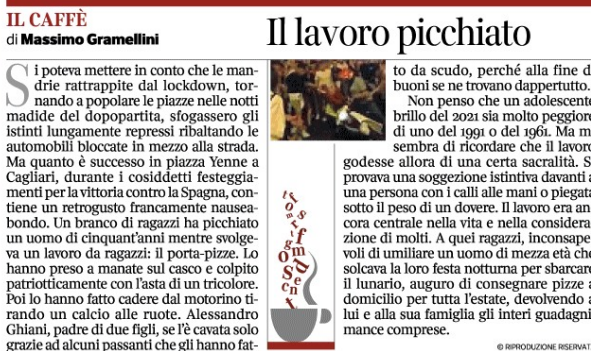 IL CAFFÈ
di Massimo Gramellini
Il lavoro picchiato
Si poteva mettere in conto che le man-
drie rattrappite dal lockdown, tor-
nando a popolare le piazze nelle notti
madide del dopopartita, sfogassero gli
istinti lungamente repressi ribaltando le
automobili bloccate in mezzo alla strada.
Ma quanto è successo in piazza Yenne a
Cagliari, durante i cosiddetti festeggia-
menti per la vittoria contro la Spagna, con-
tiene un retrogusto francamente nausea-
bondo. Un branco di ragazzi ha picchiato
un uomo di cinquant'anni mentre svolge-
va un lavoro da ragazzi: il porta-pizze. Lo
hanno preso a manate sul casco e colpito
patriotticamente con l'asta di un tricolore.
Poi lo hanno fatto cadere dal motorino ti-
rando un calcio alle ruote. Alessandro
Ghiani, padre di due figli, se l'è cavata solo
grazie ad alcuni passanti che gli hanno fat-
to da scudo, perché alla fine di
buoni se ne trovano dappertutto.
Non penso che un adolescente
brillo del 2021 sia molto peggiore
di uno del 1991 o del 1961. Ma m
sembra di ricordare che il lavoro
godesse allora di una certa sacralità. S
provava una soggezione istintiva davanti a
una persona con i calli alle mani o piegata
sotto il peso di un dovere. Il lavoro era an-
cora centrale nella vita e nella considera-
zione di molti. A quei ragazzi, inconsape-
voli di umiliare un uomo di mezza età che
solcava la loro festa notturna per sbarcare
il lunario, auguro di consegnare pizze a
domicilio per tutta l'estate, devolvendo a
lui e alla sua famiglia gli interi guadagni
mance comprese.
© RIPRODUZIONE RISERVAT